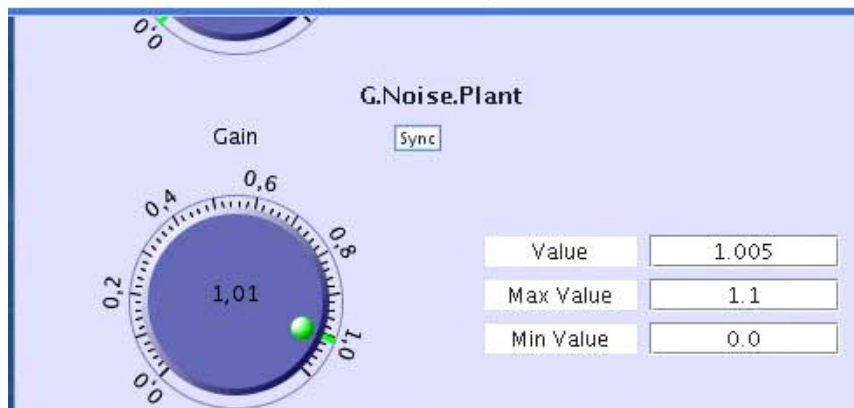 0,0
G.Noise.Plant
Gain
Sync
0,0
0,2
0,4
0,6
0,8
1,0
1,01
Value 1.005
Max Value 1.1
Min Value 0.0